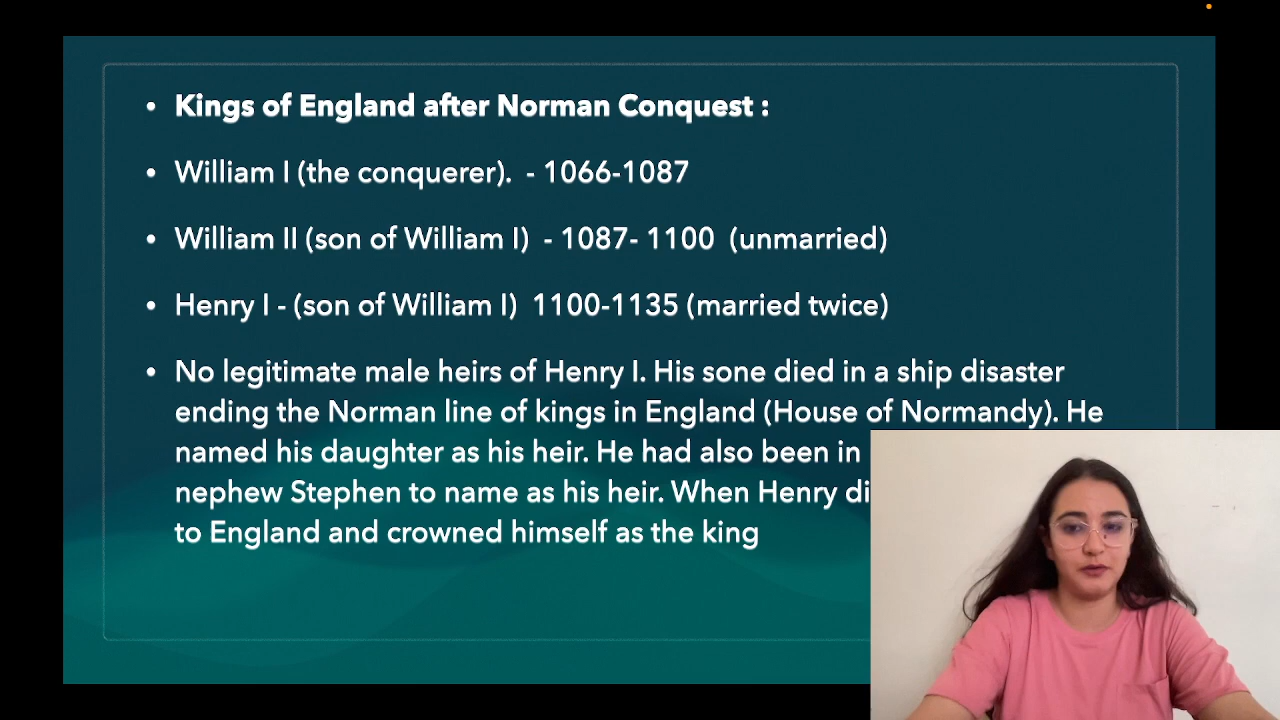 • Kings of England after Norman Conquest :
• William I (the conquerer). - 1066-1087
• William II (son of William I) - 1087- 1100 (unmarried)
• Henry I - (son of William I) 1100-1135 (married twice)
• No legitimate male heirs of Henry I. His sone died in a ship disaster
ending the Norman line of kings in England (House of Normandy). He
named his daughter as his heir. He had also been in
nephew Stephen to name as his heir. When Henry
to England and crowned himself as the king